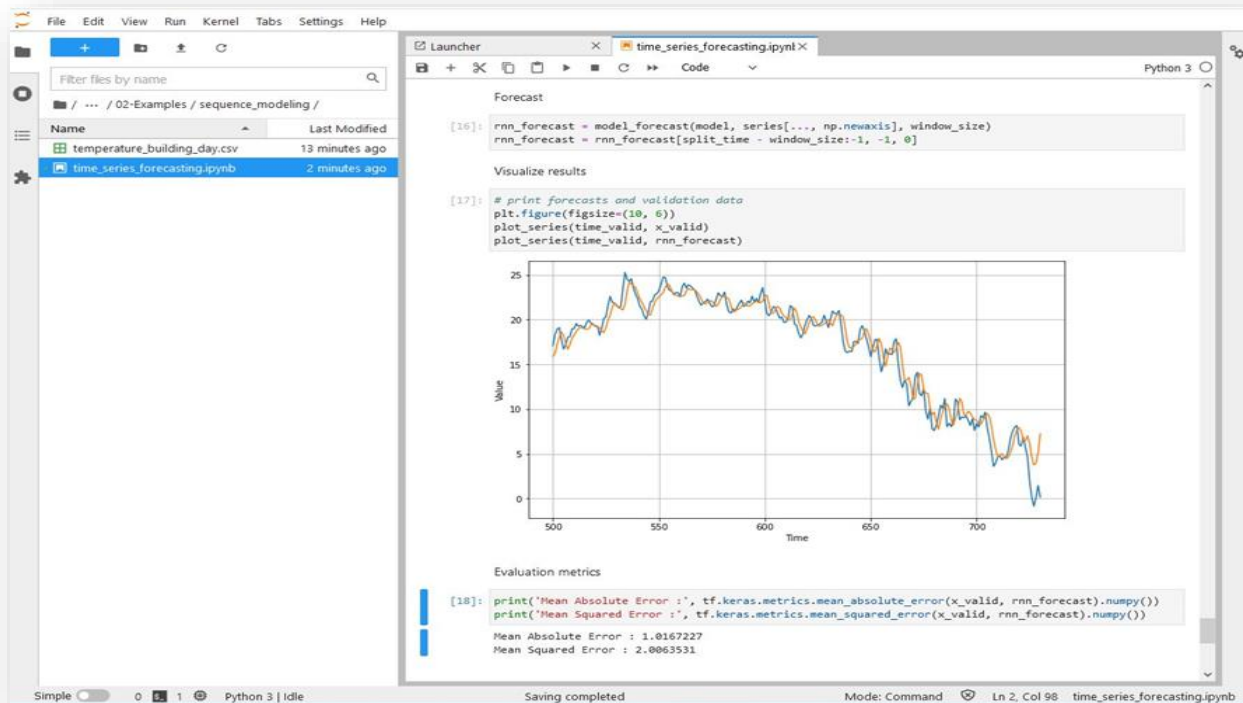 File Edit View Run Kernel Tabs Settings Help
+
Filter files by name
/ ··· / 02-Examples / sequence_modeling /
Name Last Modified
temperature_building_day.csv 13 minutes ago
time_series_forecasting.ipynb 2 minutes ago
Launcher ×
time_series_forecasting.ipynl ×
Code
Python 3
Forecast
[16]: rnn_forecast = model_forecast(model, series[..., np.newaxis], window_size)
rnn_forecast = rnn_forecast[split_time - window_size:-1, -1, 0]
Visualize results
[17]: # print forecasts and validation data
plt.figure(figsize=(10, 6))
plot_series(time_valid, x_valid)
plot_series(time_valid, rnn_forecast)
25
20
15
10
5
0
Value
500 550 600 650 700
Time
Evaluation metrics
[18]: print('Mean Absolute Error :', tf.keras.metrics.mean_absolute_error(x_valid, rnn_forecast).numpy())
print('Mean Squared Error :', tf.keras.metrics.mean_squared_error(x_valid, rnn_forecast).numpy())
Mean Absolute Error : 1.0167227
Mean Squared Error : 2.0063531
Simple 0 $_ 1 Python 3 | Idle Saving completed Mode: Command Ln 2, Col 98 time_series_forecasting.ipynb